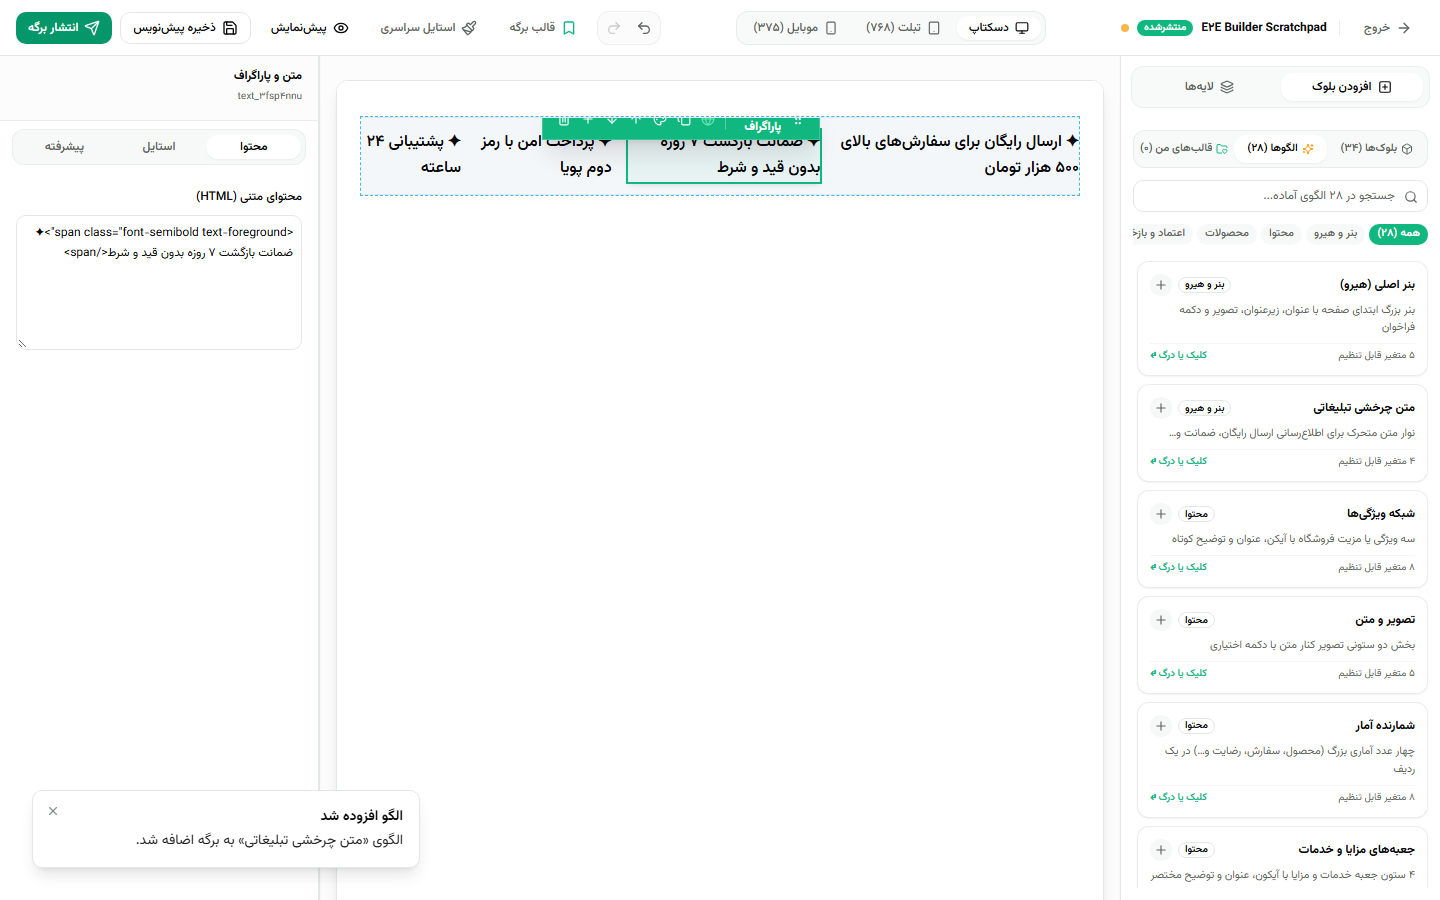 خروج
E۲E Builder Scratchpad
منتشرشده
دسکتاپ
تبلت (۷۶۸)
موبایل (۳۷۵)
قالب برگه
استایل سراسری
پیش‌نمایش
ذخیره پیش‌نویس
انتشار برگه
افزودن بلوک
لایه‌ها
بلوک‌ها (۳۴)
الگوها (۲۸)
قالب‌های من (۰)
جستجو در ۲۸ الگوی آماده...
همه (۲۸)
بنر و هیرو
محتوا
محصولات
اعتماد و بازخ
بنر اصلی (هیرو)
بنر و هیرو
بنر بزرگ ابتدای صفحه با عنوان، زیرعنوان، تصویر و دکمه
فراخوان
۵ متغیر قابل تنظیم
کلیک یا درگ
متن چرخشی تبلیغاتی
بنر و هیرو
نوار متن متحرک برای اطلاع‌رسانی ارسال رایگان، ضمانت و...
۴ متغیر قابل تنظیم
کلیک یا درگ
شبکه ویژگی‌ها
محتوا
سه ویژگی یا مزیت فروشگاه با آیکن، عنوان و توضیح کوتاه
۸ متغیر قابل تنظیم
کلیک یا درگ
تصویر و متن
محتوا
بخش دو ستونی تصویر کنار متن با دکمه اختیاری
۵ متغیر قابل تنظیم
کلیک یا درگ
شمارنده آمار
محتوا
چهار عدد آماری بزرگ (محصول، سفارش، رضایت و...) در یک
ردیف
۸ متغیر قابل تنظیم
کلیک یا درگ
جعبه‌های مزایا و خدمات
محتوا
۴ ستون جعبه خدمات و مزایا با آیکون، عنوان و توضیح مختصر
پاراگراف
✦ ارسال رایگان برای سفارش‌های بالای
۵۰۰ هزار تومان
✦ ضمانت بازگشت ۷ روزه
بدون قید و شرط
✦ پرداخت امن با رمز
دوم پویا
✦ پشتیبانی ۲۴
ساعته
متن و پاراگراف
text_۳fsp۴nnu
محتوا
استایل
پیشرفته
محتوای متنی (HTML)
<span class="font-semibold text-foreground">✦
ضمانت بازگشت ۷ روزه بدون قید و شرط</span>
الگو افزوده شد
الگوی «متن چرخشی تبلیغاتی» به برگه اضافه شد.